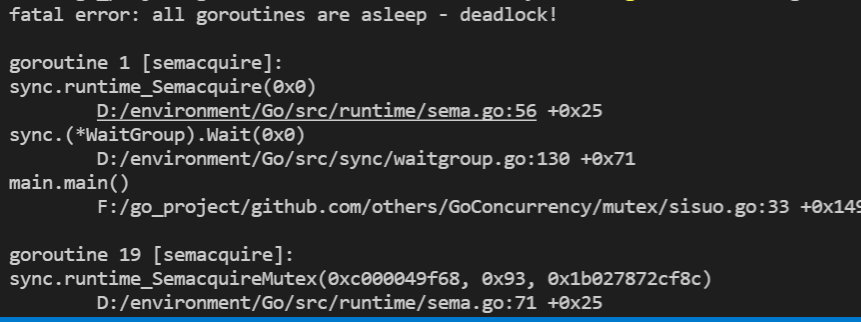 fatal error: all goroutines are asleep - deadlock!
goroutine 1 [semacquire]:
sync.runtime_Semacquire(0x0)
D:/environment/Go/src/runtime/sema.go:56 +0x25
sync.(*WaitGroup).Wait(0x0)
D:/environment/Go/src/sync/waitgroup.go:130 +0x71
main.main()
F:/go_project/github.com/others/GoConcurrency/mutex/sisuo.go:33 +0x149
goroutine 19 [semacquire]:
sync.runtime_SemacquireMutex(0xc000049f68, 0x93, 0x1b027872cf8c)
D:/environment/Go/src/runtime/sema.go:71 +0x25